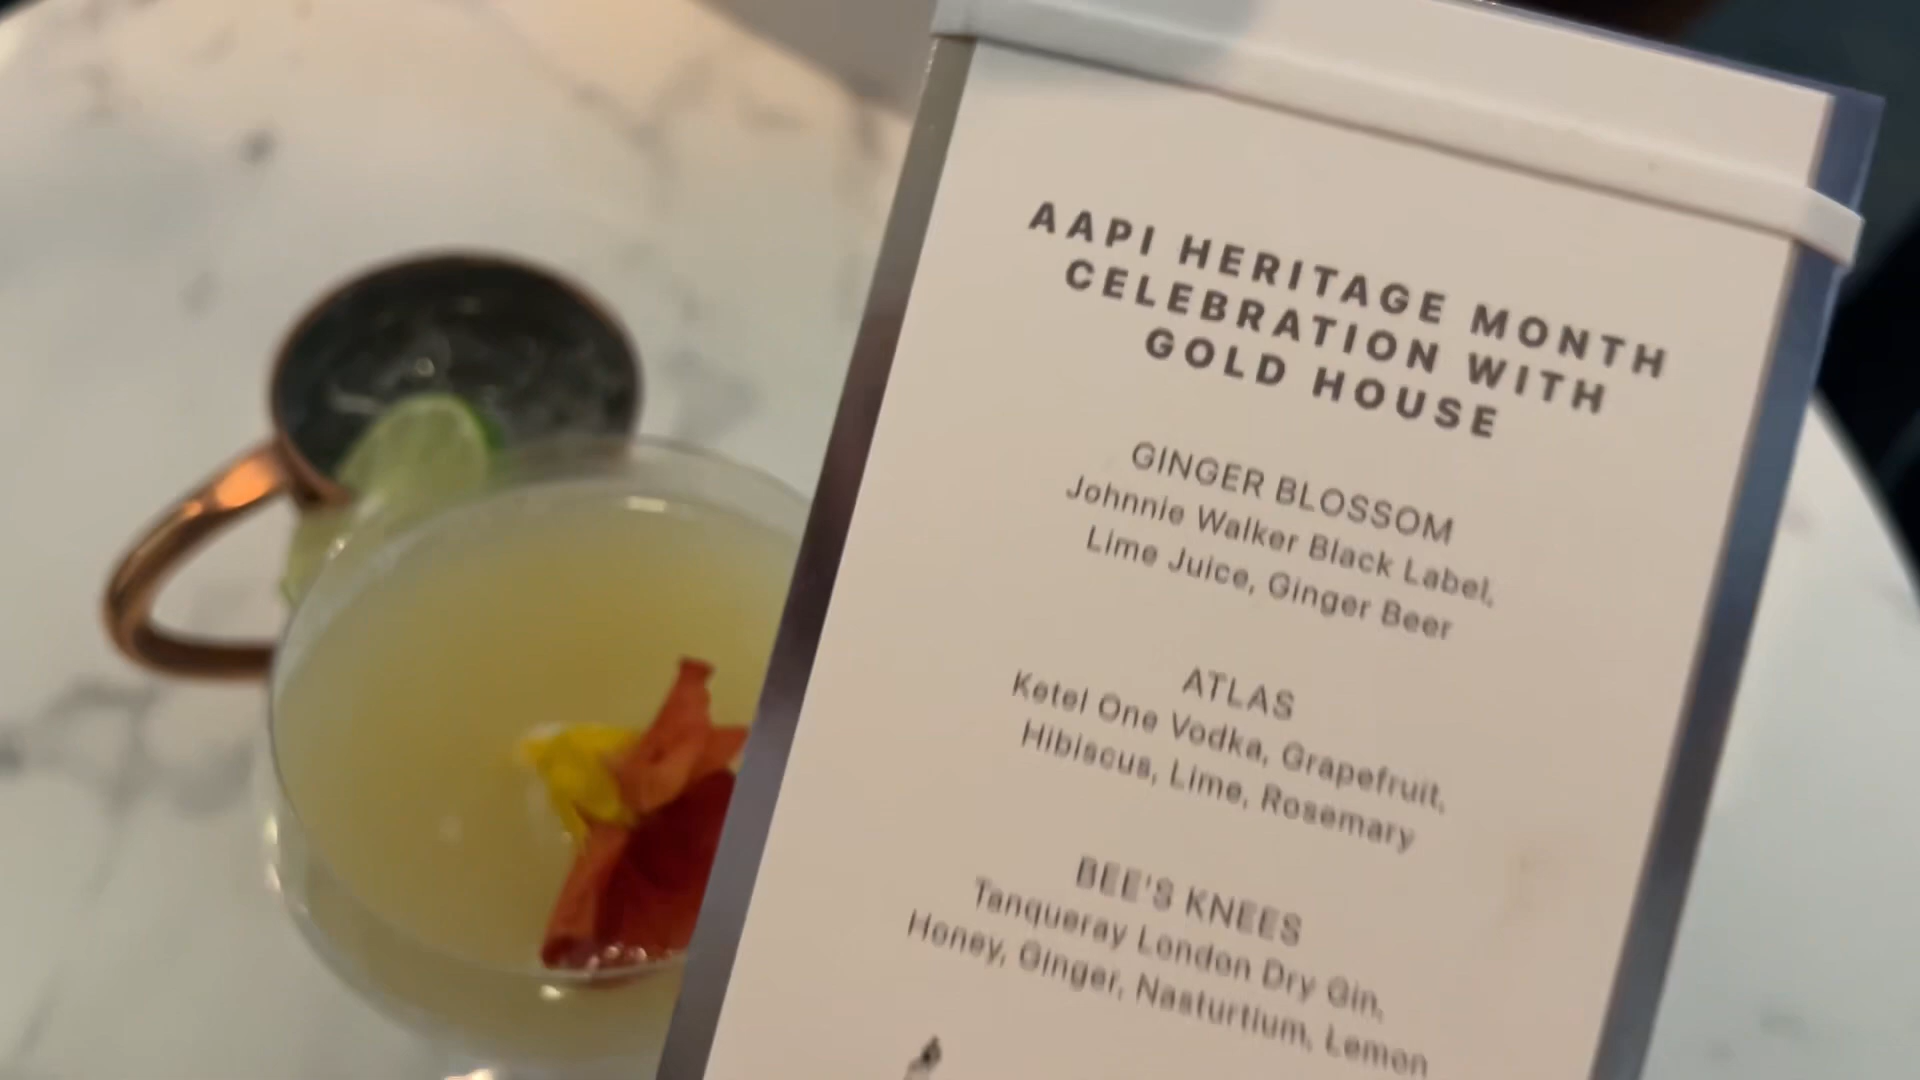 AAPI HERITAGE MONTH
CELEBRATION WITH
GOLD HOUSE
GINGER BLOSSOM
Johnnie Walker Black Label,
Lime Juice, Ginger Beer
ATLAS
Ketel One Vodka, Grapefruit,
Hibiscus, Lime, Rosemary
BEE'S KNEES
Tanqueray London Dry Gin,
Honey, Ginger, Nasturtium, Lemon